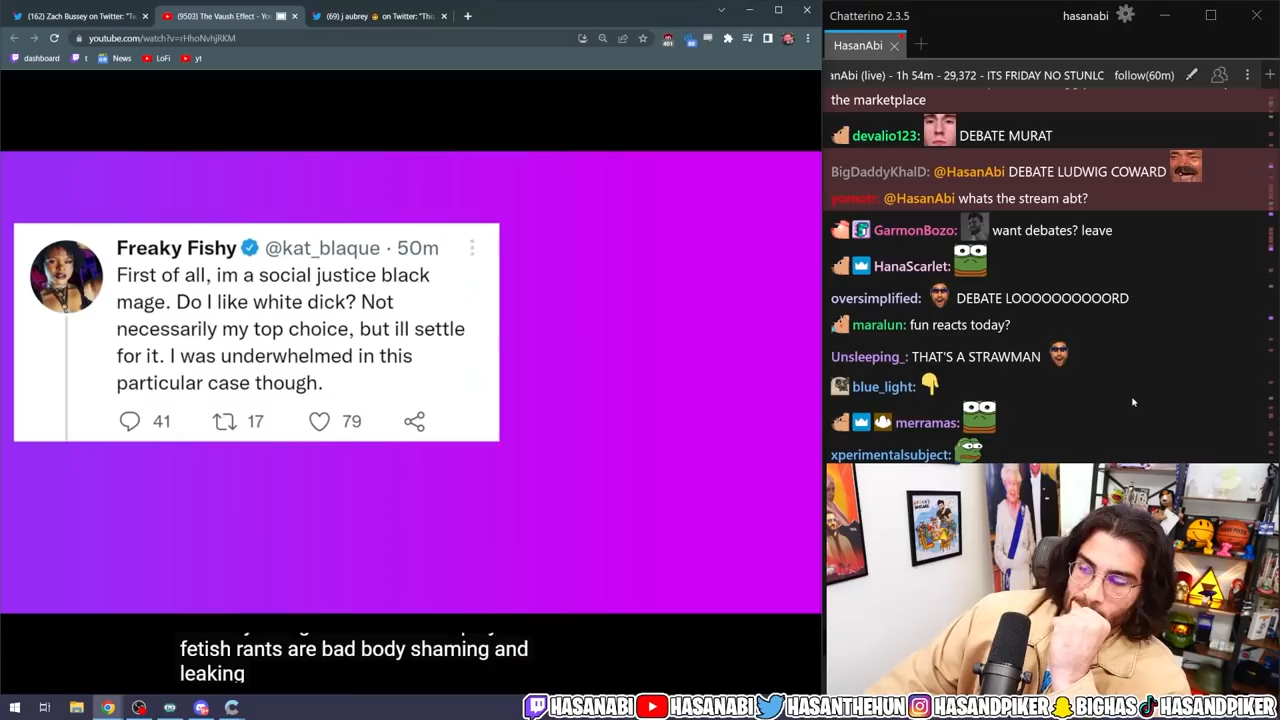 (162) Zach Bussey on Twitter: "Tw
(9503) The Vaush Effect - Yo
(69) j aubrey on Twitter: "This
youtube.com/watch?v=rHhoNvhjRKM
401
80
dashboard
t
News
LoFi
yt
Freaky Fishy @kat_blaque · 50m
First of all, im a social justice black
mage. Do I like white dick? Not
necessarily my top choice, but ill settle
for it. I was underwhelmed in this
particular case though.
41 17 79
fetish rants are bad body shaming and
leaking
Chatterino 2.3.5
hasanabi
HasanAbi
anAbi (live) - 1h 54m - 29,372 - ITS FRIDAY NO STUNLC
follow(60m)
the marketplace
devalio123: DEBATE MURAT
BigDaddyKhalD: @HasanAbi DEBATE LUDWIG COWARD
@HasanAbi whats the stream abt?
GarmonBozo: want debates? leave
HanaScarlet:
oversimplified: DEBATE LOOOOOOOOOORD
maralun: fun reacts today?
Unsleeping_: THAT'S A STRAWMAN
blue_light:
merramas:
xperimentalsubject:
HASANABI HASANABI HASANTHEHUN HASANDPIKER BIGHAS HASANDPIKER